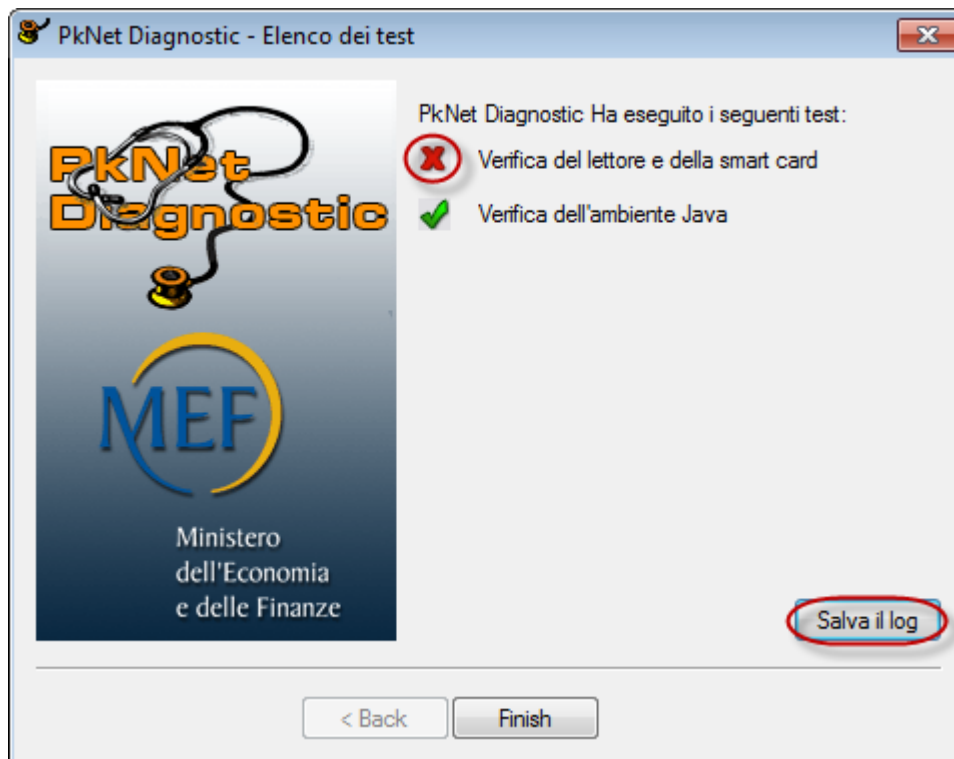 PkNet Diagnostic - Elenco dei test
PkNet
Diagnostic
MEF
Ministero
dell'Economia
e delle Finanze
PkNet Diagnostic Ha eseguito i seguenti test:
Verifica del lettore e della smart card
Verifica dell'ambiente Java
Salva il log
< Back
Finish